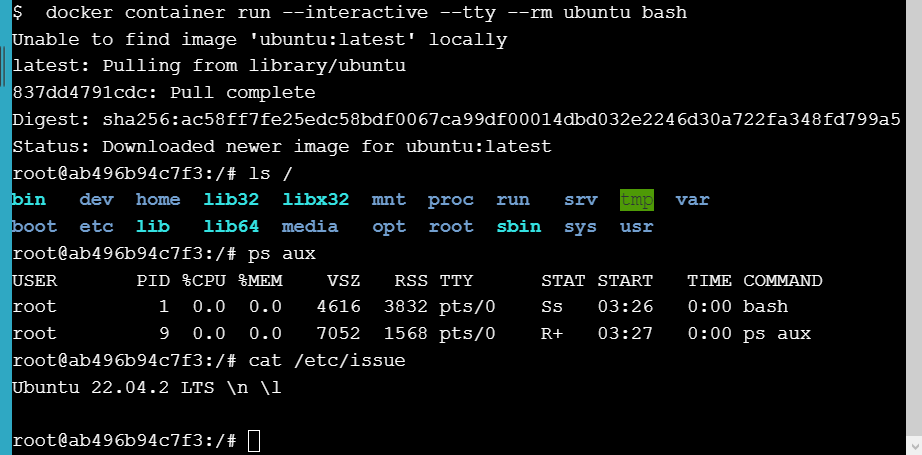 $  docker container run --interactive --tty --rm ubuntu bash
Unable to find image 'ubuntu:latest' locally
latest: Pulling from library/ubuntu
837dd4791cdc: Pull complete
Digest: sha256:ac58ff7fe25edc58bdf0067ca99df00014dbd032e2246d30a722fa348fd799a5
Status: Downloaded newer image for ubuntu:latest
root@ab496b94c7f3:/# ls /
bin   dev  home  lib32  libx32  mnt  proc  run   srv  tmp  var
boot  etc  lib   lib64  media   opt  root  sbin  sys  usr
root@ab496b94c7f3:/# ps aux
USER       PID %CPU %MEM    VSZ   RSS TTY      STAT START   TIME COMMAND
root         1  0.0  0.0   4616  3832 pts/0    Ss   03:26   0:00 bash
root         9  0.0  0.0   7052  1568 pts/0    R+   03:27   0:00 ps aux
root@ab496b94c7f3:/# cat /etc/issue
Ubuntu 22.04.2 LTS \n \l
root@ab496b94c7f3:/#